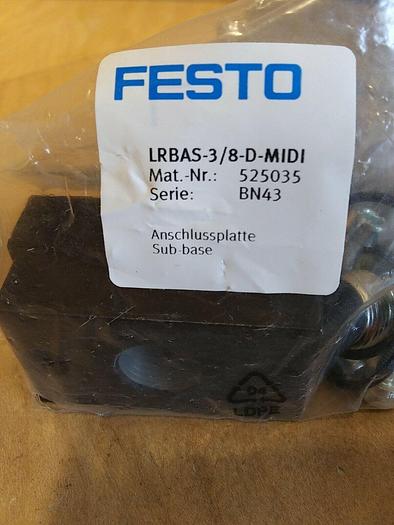 FESTO
LRBAS-3/8-D-MIDI
Mat.-Nr.: 525035
Serie: BN43
Anschlussplatte
Sub-base
04
LDPE